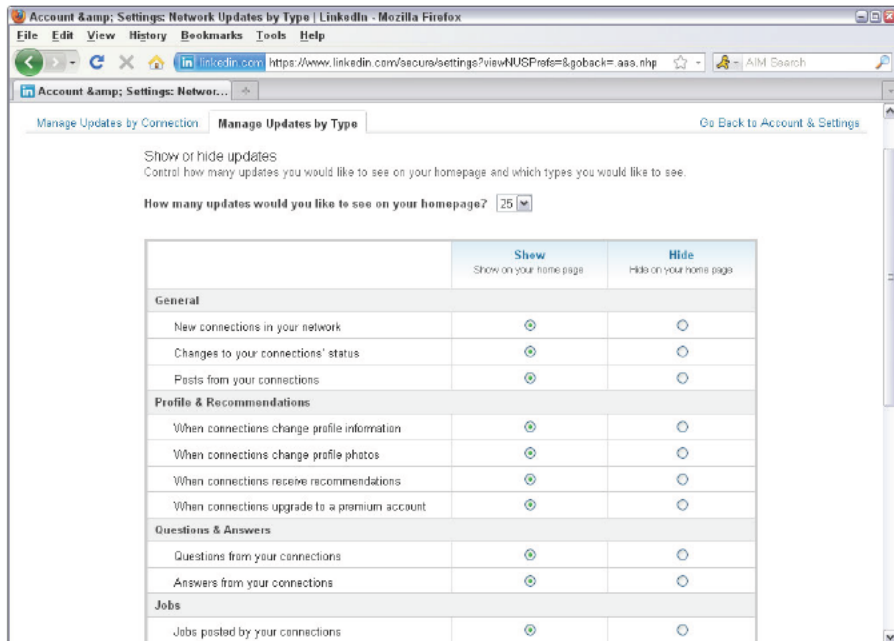 Account &amp; Settings: Network Updates by Type | LinkedIn - Mozilla Firefox
File Edit View History Bookmarks Tools Help
in linkedin.com https://www.linkedin.com/secure/settings?viewNUSPrefs=&goback=.aas.nhp AIM Search
in Account &amp; Settings: Networ...
Manage Updates by Connection Manage Updates by Type Go Back to Account & Settings
Show or hide updates
Control how many updates you would like to see on your homepage and which types you would like to see.
How many updates would you like to see on your homepage? 25
Show Hide
Show on your home page Hide on your home page
General
New connections in your network
Changes to your connections' status
Posts from your connections
Profile & Recommendations
When connections change profile information
When connections change profile photos
When connections receive recommendations
When connections upgrade to a premium account
Questions & Answers
Questions from your connections
Answers from your connections
Jobs
Jobs posted by your connections